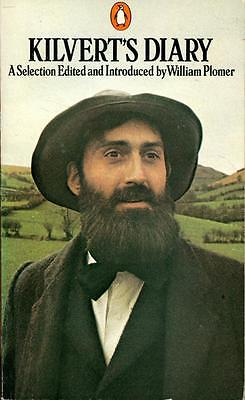 KILVERT'S DIARY
A Selection Edited and Introduced by William Plomer